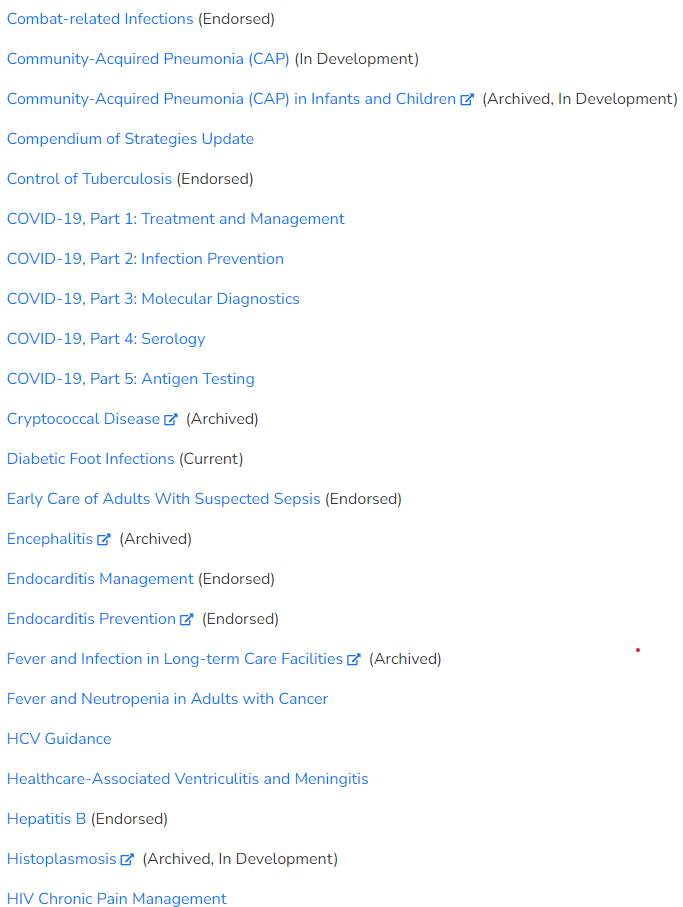 Combat-related Infections (Endorsed)
Community-Acquired Pneumonia (CAP) (In Development)
Community-Acquired Pneumonia (CAP) in Infants and Children (Archived, In Development)
Compendium of Strategies Update
Control of Tuberculosis (Endorsed)
COVID-19, Part 1: Treatment and Management
COVID-19, Part 2: Infection Prevention
COVID-19, Part 3: Molecular Diagnostics
COVID-19, Part 4: Serology
COVID-19, Part 5: Antigen Testing
Cryptococcal Disease (Archived)
Diabetic Foot Infections (Current)
Early Care of Adults With Suspected Sepsis (Endorsed)
Encephalitis (Archived)
Endocarditis Management (Endorsed)
Endocarditis Prevention (Endorsed)
Fever and Infection in Long-term Care Facilities (Archived)
Fever and Neutropenia in Adults with Cancer
HCV Guidance
Healthcare-Associated Ventriculitis and Meningitis
Hepatitis B (Endorsed)
Histoplasmosis (Archived, In Development)
HIV Chronic Pain Management